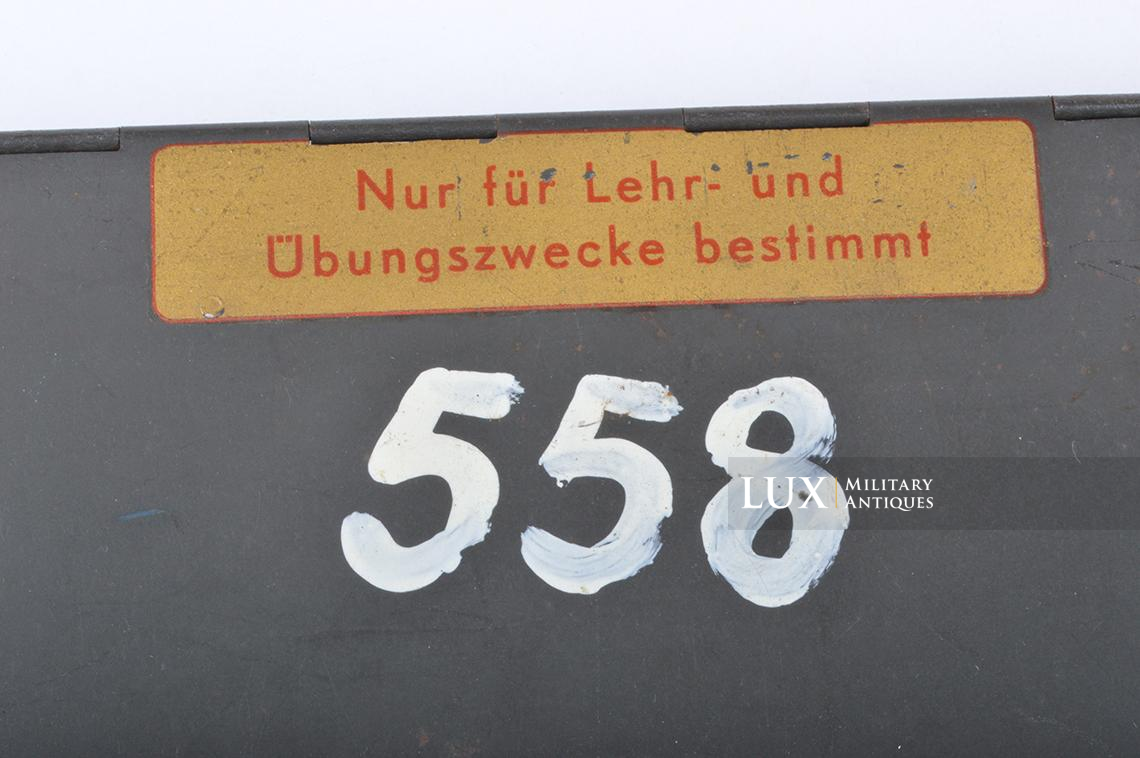 Nur für Lehr- und
Übungszwecke bestimmt
558
LUX MILITARY
ANTIQUES